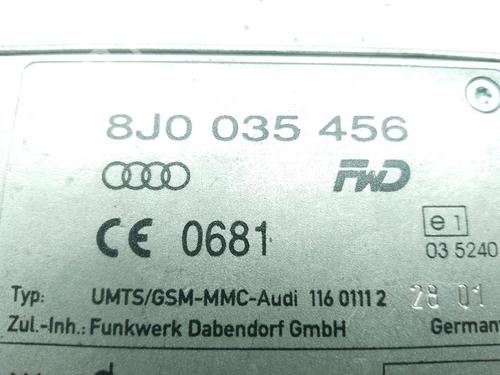 8J0 035 456
FWD
CE 0681
e1
03 5240
Typ: UMTS/GSM-MMC-Audi 116 0111 2 28 01
Zul.-Inh.: Funkwerk Dabendorf GmbH Germany